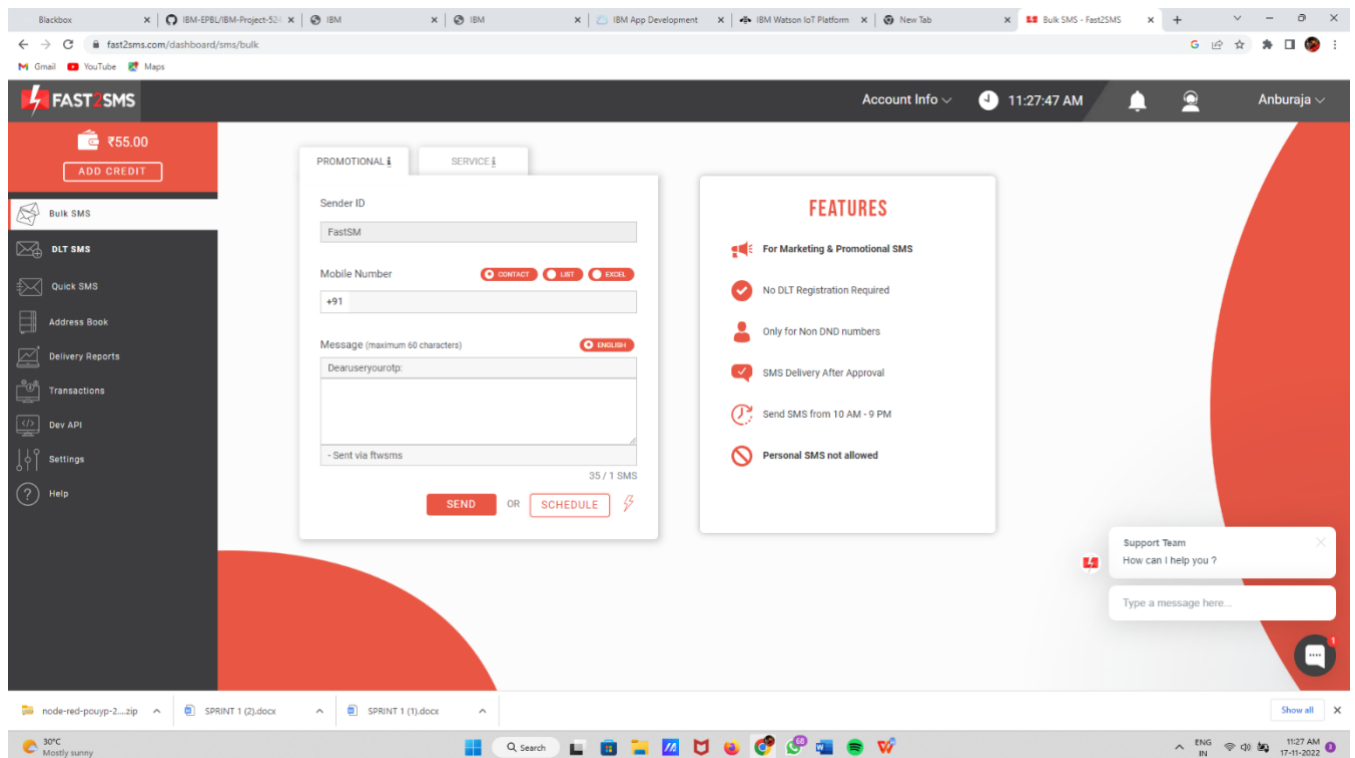 Blackbox
IBM-EPBL/IBM-Project-524
IBM
IBM
IBM App Development
IBM Watson IoT Platform
New Tab
Bulk SMS - Fast2SMS
fast2sms.com/dashboard/sms/bulk
Gmail
YouTube
Maps
FAST2SMS
Account Info
11:27:47 AM
Anburaja
₹55.00
ADD CREDIT
Bulk SMS
DLT SMS
Quick SMS
Address Book
Delivery Reports
Transactions
Dev API
Settings
Help
PROMOTIONAL i
SERVICE i
Sender ID
FastSM
Mobile Number
CONTACT
LIST
EXCEL
+91
Message (maximum 60 characters)
ENGLISH
Dearuseryourotp:
- Sent via ftwsms
35 / 1 SMS
SEND
OR
SCHEDULE
FEATURES
For Marketing & Promotional SMS
No DLT Registration Required
Only for Non DND numbers
SMS Delivery After Approval
Send SMS from 10 AM - 9 PM
Personal SMS not allowed
Support Team
How can I help you ?
Type a message here...
1
node-red-pouyp-2....zip
SPRINT 1 (2).docx
SPRINT 1 (1).docx
Show all
30°C
Mostly sunny
Search
68
ENG
IN
11:27 AM
17-11-2022